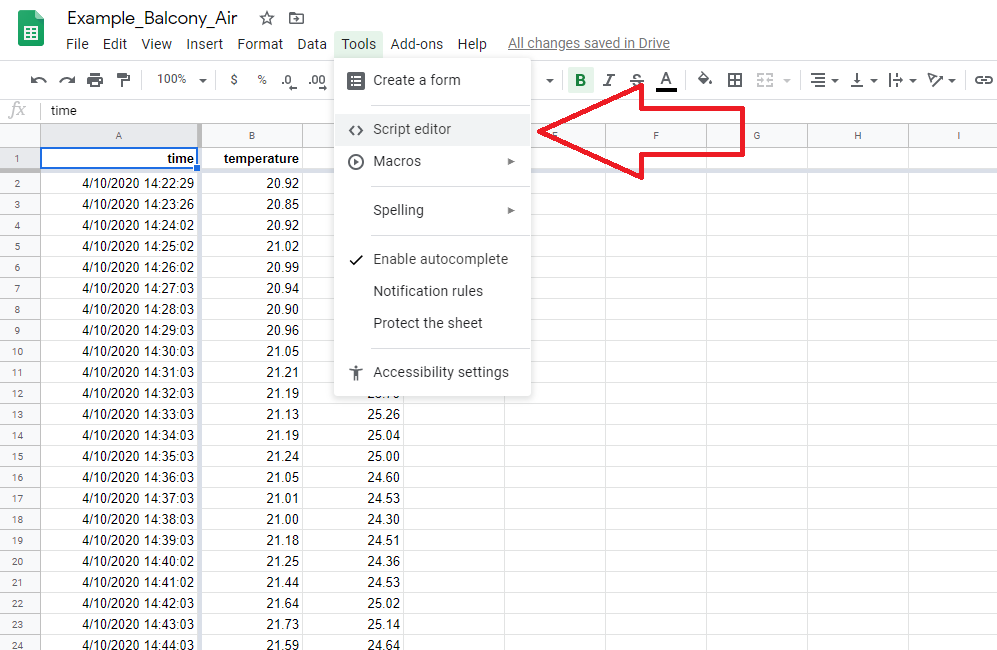 Example_Balcony_Air
File Edit View Insert Format Data Tools Add-ons Help All changes saved in Drive
100% $ % .0 .00 B I S A
fx time
A B F G H I
1 time temperature
2 4/10/2020 14:22:29 20.92
3 4/10/2020 14:23:26 20.85
4 4/10/2020 14:24:02 20.92
5 4/10/2020 14:25:02 21.02
6 4/10/2020 14:26:02 20.99
7 4/10/2020 14:27:03 20.94
8 4/10/2020 14:28:03 20.90
9 4/10/2020 14:29:03 20.96
10 4/10/2020 14:30:03 21.05
11 4/10/2020 14:31:03 21.21
12 4/10/2020 14:32:03 21.19
13 4/10/2020 14:33:03 21.13 25.26
14 4/10/2020 14:34:03 21.19 25.04
15 4/10/2020 14:35:03 21.24 25.00
16 4/10/2020 14:36:03 21.05 24.60
17 4/10/2020 14:37:03 21.01 24.53
18 4/10/2020 14:38:03 21.00 24.30
19 4/10/2020 14:39:03 21.18 24.51
20 4/10/2020 14:40:02 21.25 24.36
21 4/10/2020 14:41:02 21.44 24.53
22 4/10/2020 14:42:03 21.64 25.02
23 4/10/2020 14:43:03 21.73 25.14
24 4/10/2020 14:44:03 21.59 24.64
Create a form
Script editor
Macros
Spelling
Enable autocomplete
Notification rules
Protect the sheet
Accessibility settings